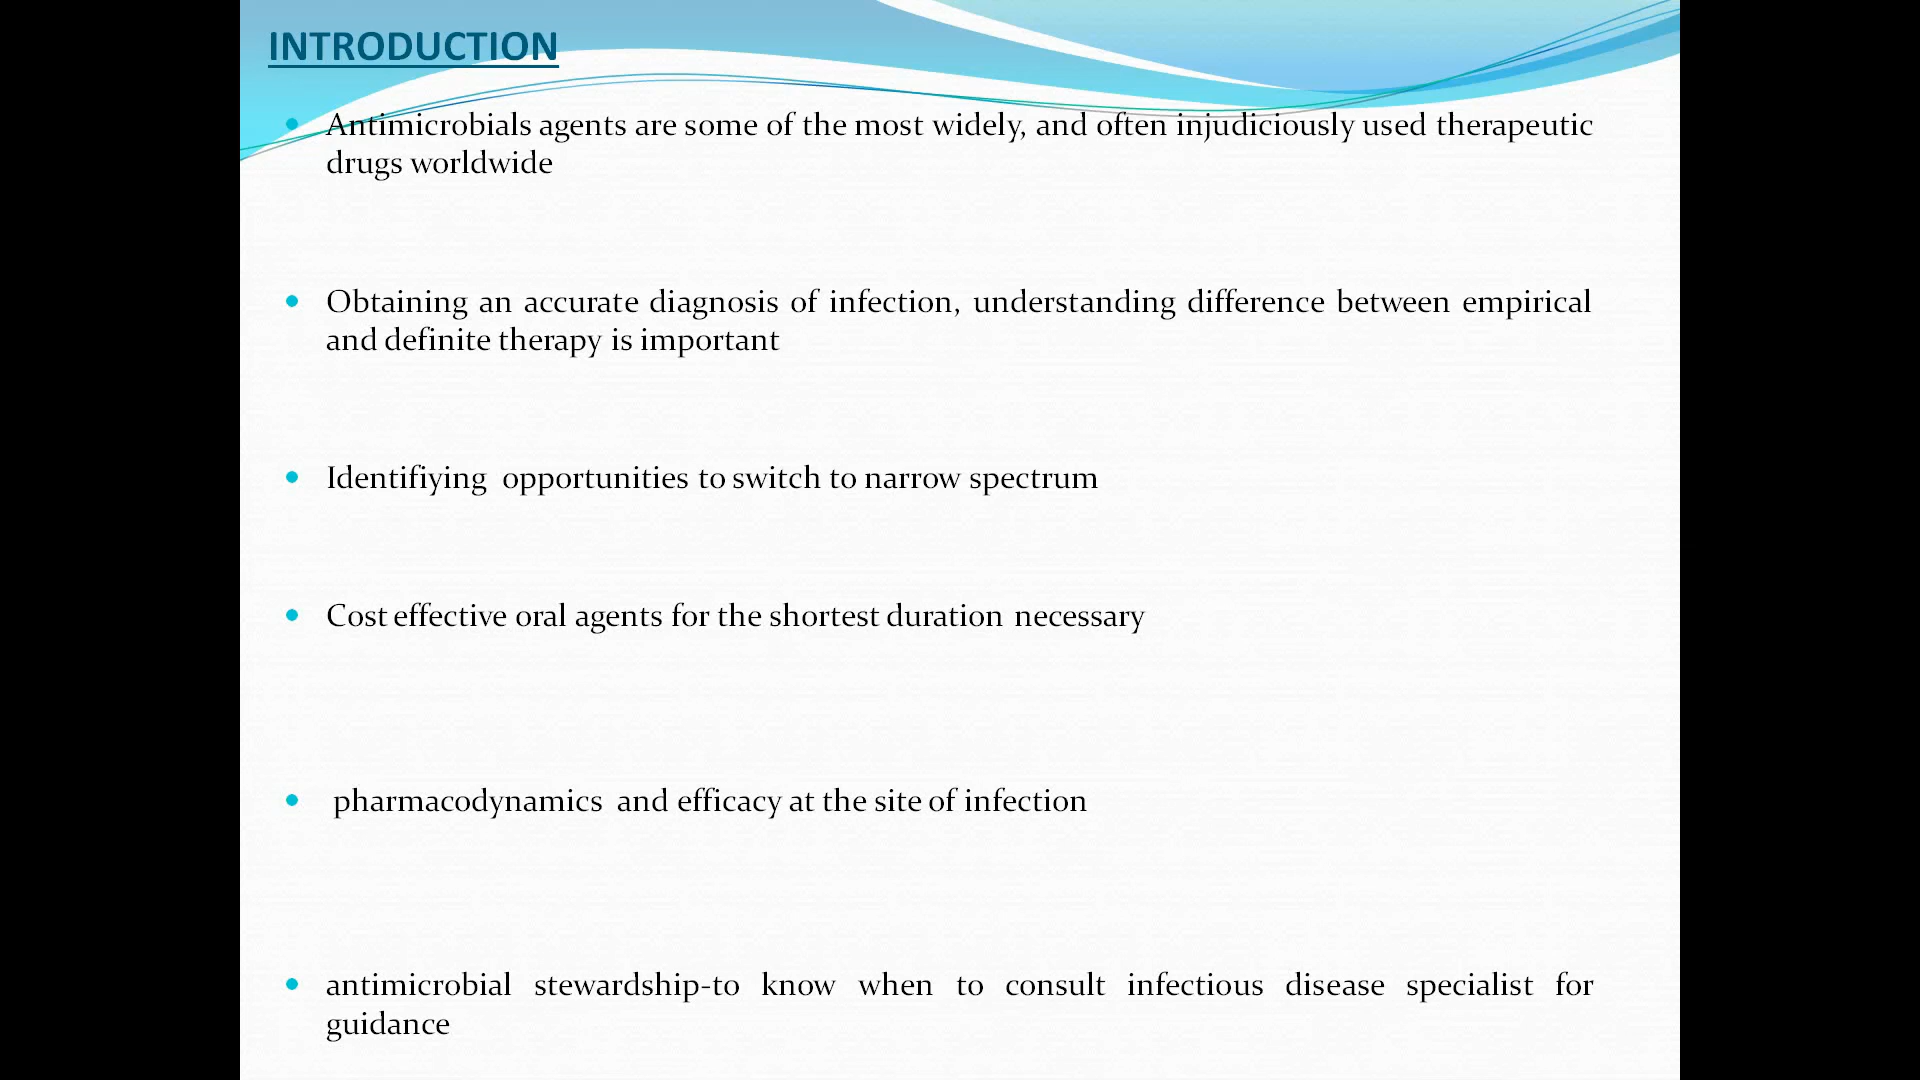 INTRODUCTION
• Antimicrobials agents are some of the most widely, and often injudiciously used therapeutic
drugs worldwide
• Obtaining an accurate diagnosis of infection, understanding difference between empirical
and definite therapy is important
• Identifiying opportunities to switch to narrow spectrum
• Cost effective oral agents for the shortest duration necessary
• pharmacodynamics and efficacy at the site of infection
• antimicrobial stewardship-to know when to consult infectious disease specialist for
guidance